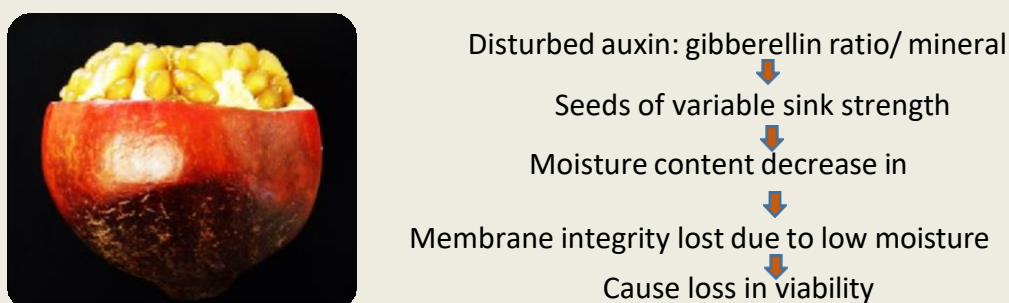 Disturbed auxin: gibberellin ratio/ mineral
Seeds of variable sink strength
Moisture content decrease in
Membrane integrity lost due to low moisture
Cause loss in viability